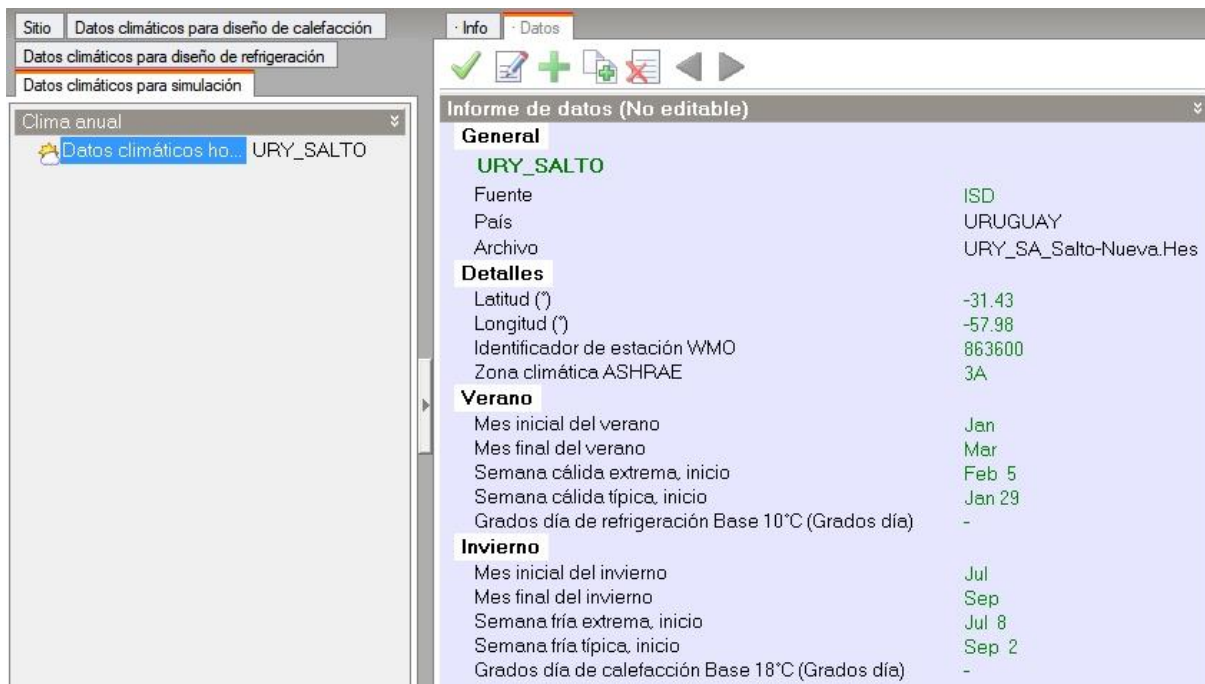 Sitio
Datos climáticos para diseño de calefacción
Datos climáticos para diseño de refrigeración
Datos climáticos para simulación
Clima anual
Datos climáticos ho... URY_SALTO
· Info
· Datos
Informe de datos (No editable)
General
URY_SALTO
Fuente ISD
País URUGUAY
Archivo URY_SA_Salto-Nueva.Hes
Detalles
Latitud (°) -31.43
Longitud (°) -57.98
Identificador de estación WMO 863600
Zona climática ASHRAE 3A
Verano
Mes inicial del verano Jan
Mes final del verano Mar
Semana cálida extrema, inicio Feb 5
Semana cálida típica, inicio Jan 29
Grados día de refrigeración Base 10°C (Grados día) -
Invierno
Mes inicial del invierno Jul
Mes final del invierno Sep
Semana fría extrema, inicio Jul 8
Semana fría típica, inicio Sep 2
Grados día de calefacción Base 18°C (Grados día) -